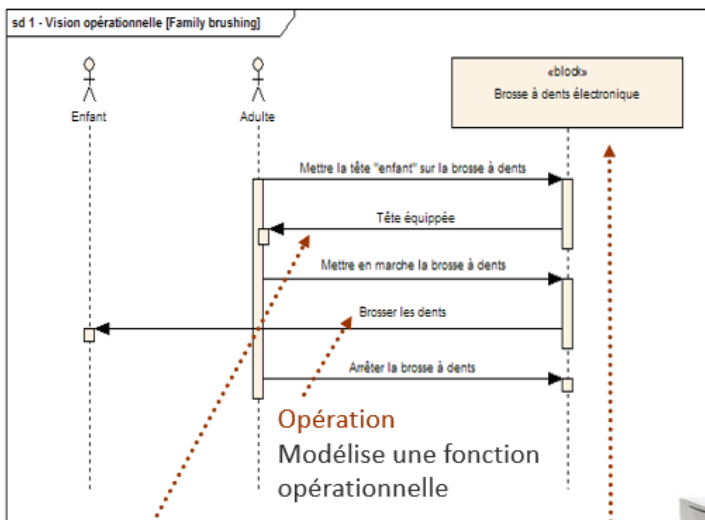 sd 1 - Vision opérationnelle [Family brushing]
«block»
Brosse à dents électronique
Enfant
Adulte
Mettre la tête "enfant" sur la brosse à dents
Tête équippée
Mettre en marche la brosse à dents
Brosser les dents
Arrêter la brosse à dents
Opération
Modélise une fonction
opérationnelle